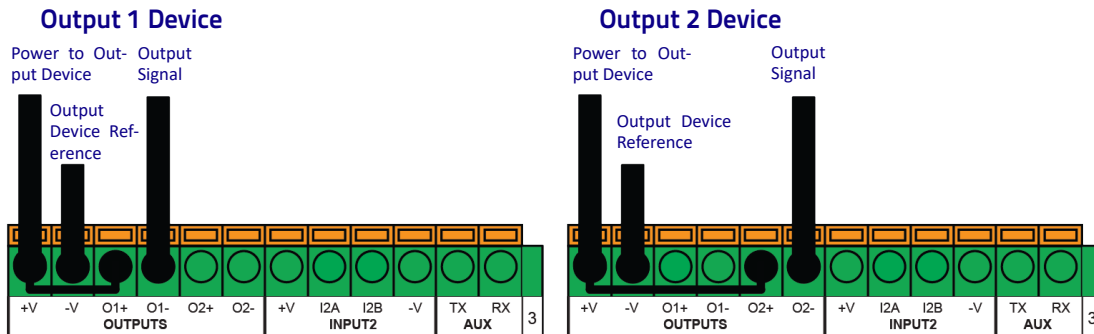 Output 1 Device
Power to Out-
put Device
Output
Signal
Output
Device Ref-
erence
+V -V O1+ O1- O2+ O2- +V I2A I2B -V TX RX
OUTPUTS INPUT2 AUX 3
Output 2 Device
Power to Out-
put Device
Output
Signal
Output Device
Reference
+V -V O1+ O1- O2+ O2- +V I2A I2B -V TX RX
OUTPUTS INPUT2 AUX 3